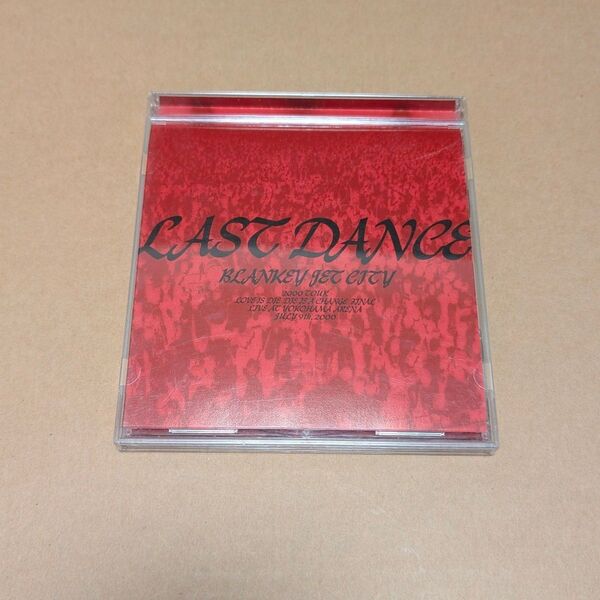 LAST DANCE
BLANKEY JET CITY
2000 TOUR
LOVE IS DIE. DIE IS A CHANGE. FINAL
LIVE AT YOKOHAMA ARENA
JULY 9th, 2000